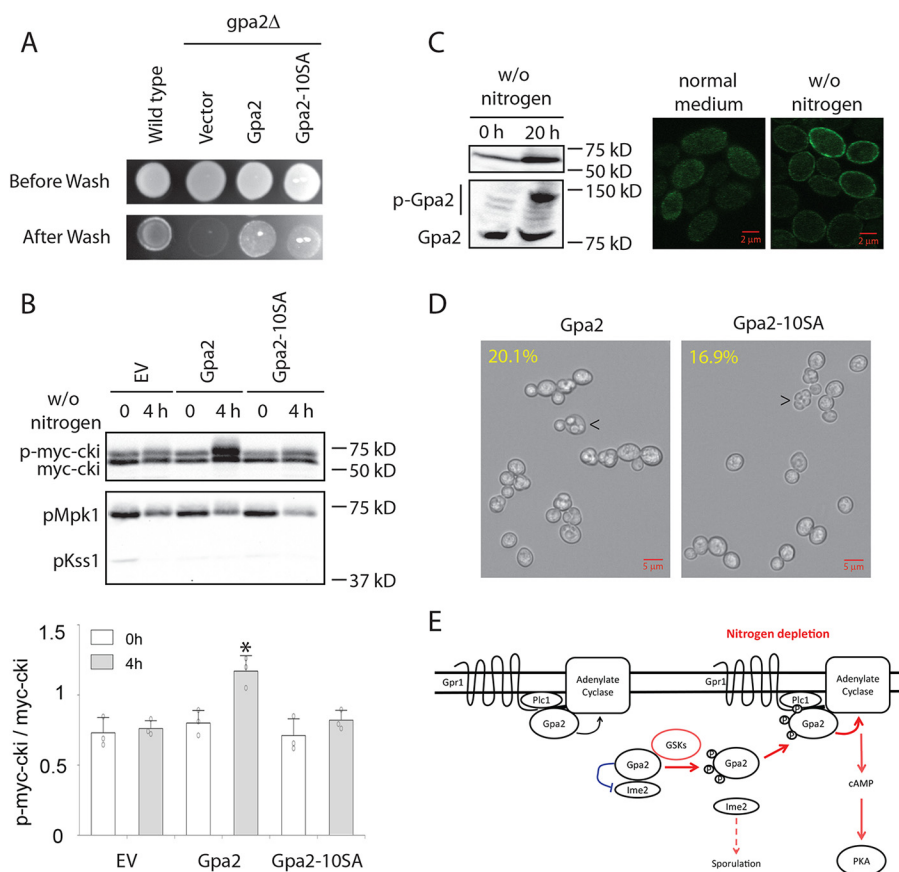 A
gpa2Δ
Wild type
Vector
Gpa2
Gpa2-10SA
Before Wash
After Wash
B
EV
Gpa2
Gpa2-10SA
w/o
nitrogen
0 4 h 0 4 h 0 4 h
p-myc-cki
myc-cki
75 kD
50 kD
pMpk1
pKss1
75 kD
37 kD
p-myc-cki / myc-cki
1.5
1
0.5
0
0h
4h
*
EV Gpa2 Gpa2-10SA
C
w/o
nitrogen
0 h 20 h
75 kD
50 kD
150 kD
p-Gpa2
Gpa2
75 kD
normal
medium
w/o
nitrogen
2 μm
2 μm
D
Gpa2
Gpa2-10SA
20.1%
16.9%
<
>
5 μm
5 μm
E
Nitrogen depletion
Gpr1
Plc1
Gpa2
Adenylate
Cyclase
Gpr1
Plc1
P
Gpa2
P
P
Adenylate
Cyclase
Gpa2
Ime2
GSKs
P
P
P
Gpa2
Ime2
Sporulation
cAMP
PKA